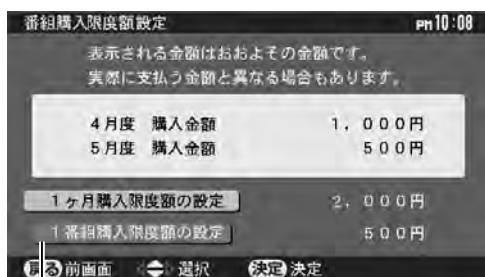 番組購入限度額設定 PM10:08
表示される金額はおおよその金額です。
実際に支払う金額と異なる場合もあります。
4月度 購入金額 1,000円
5月度 購入金額 500円
1ヶ月購入限度額の設定 2,000円
1番組購入限度額の設定 500円
戻る 前画面 選択 決定 決定